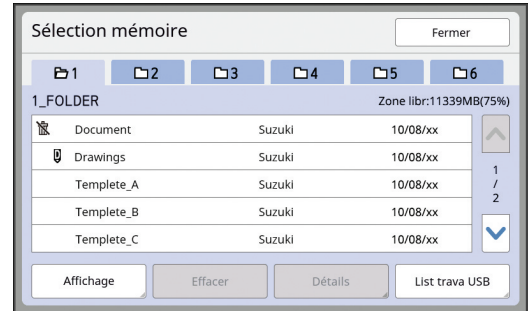 Sélection mémoire
Fermer
1 2 3 4 5 6
1_FOLDER Zone libr:11339MB(75%)
Document Suzuki 10/08/xx
Drawings Suzuki 10/08/xx
Templete_A Suzuki 10/08/xx
Templete_B Suzuki 10/08/xx
Templete_C Suzuki 10/08/xx
1
/
2
Affichage Effacer Détails List trava USB